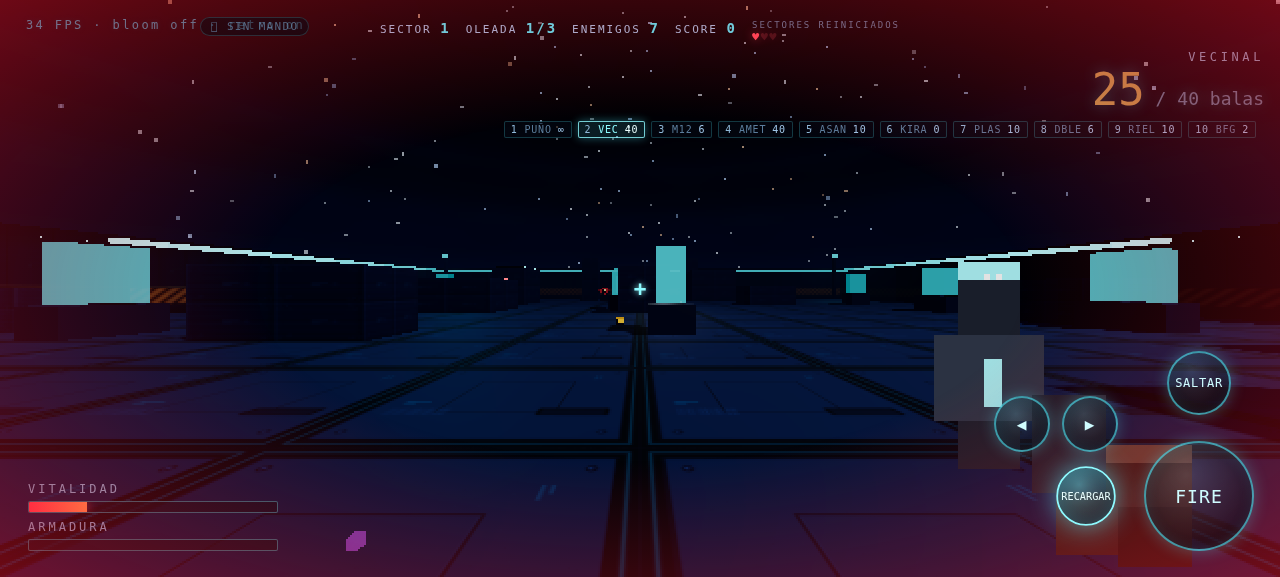 34 FPS · bloom off
SIN MANDO
SECTOR 1 OLEADA 1/3 ENEMIGOS 7 SCORE 0
SECTORES REINICIADOS
♥♥♥
VECINAL
25 / 40 balas
1 PUNO ∞ 2 VEC 40 3 M12 6 4 AMET 40 5 ASAN 10 6 KIRA 0 7 PLAS 10 8 DBLE 6 9 RIEL 10 10 BFG 2
SALTAR
◀ ▶
RECARGAR
FIRE
VITALIDAD
ARMADURA